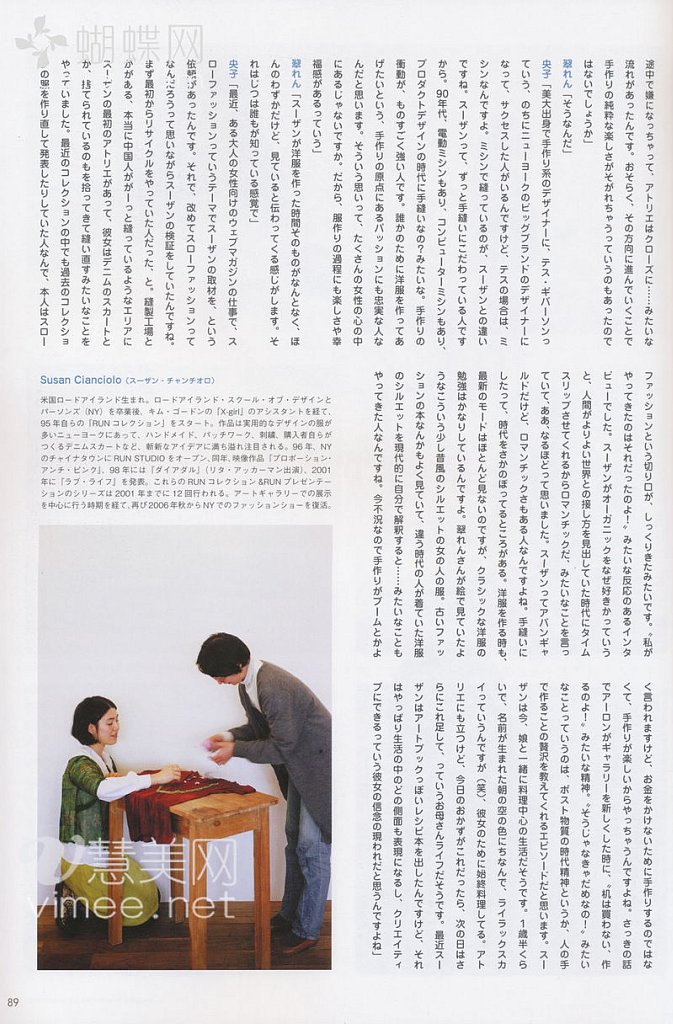 蝴蝶网
途中で嫌になっちゃって、アトリエはクローズに……みたいな
流れがあったんです。おそらく、その方向に進んでいくことで
手作りの純粋な楽しさがそがれちゃうっていうのもあったので
はないでしょうか」
翠れん「そうなんだ」
央子「美大出身で手作り系のデザイナーに、テス・ギバーソンっ
ていう、のちにニューヨークのビッグブランドのデザイナーに
なって、サクセスした人がいるんですけど、テスの場合は、ミ
シンなんですよ。ミシンで縫っているのが、スーザンとの違い
ですね。スーザンって、ずっと手縫いにこだわっている人です
から。90年代、電動ミシンもあり、コンピューターミシンもあり、
プロダクトデザインの時代に手縫いなの？みたいな。手作りの
衝動が、ものすごく強い人です。誰かのために洋服を作ってあ
げたいという、手作りの原点にあるパッションにも忠実な人な
んだと思います。そういう思いって、たくさんの女性の心の中
にあるじゃないですか。だから、服作りの過程にも楽しさや幸
福感があるっていう」
翠れん「スーザンが洋服を作った時間そのものがなんとなく、ほ
んのわずかだけど、見ていると伝わってくる感じがします。そ
れはじつは誰もが知っている感覚で」
央子「最近、ある大人の女性向けのウェブマガジンの仕事で、ス
ローファッションっていうテーマでスーザンの取材を、という
依頼があったんです。それで、改めてスローファッションって
なんだろうって思いながらスーザンの検証をしていたんですね。
まず最初からリサイクルをやっていた人だった、と。縫製工場と
かがある、本当に中国人ががーっと縫っているようなエリアに
スーザンの最初のアトリエがあって、彼女はデニムのスカートと
か、捨てられているものを拾ってきて縫い直すみたいなことを
やっていました。最近のコレクションの中でも過去のコレクショ
の服を作り直して発表したりしていた人なんで、本人はスロー
ファッションという切り口が、しっくりきたみたいです。“私が
やってきたのはそれだったのよ！”みたいな反応のあるインタ
ビューでした。スーザンがオーガニックをなぜ好きかっていう
と、人間がよりよい世界との接し方を見出していた時代にタイム
スリップさせてくれるからロマンチックだ、みたいなことを言っ
ていて、ああ、なるほどって思いました。スーザンってアバンギャ
ルドだけど、ロマンチックさもある人なんですよね。手縫いに
したって、時代をさかのぼってるところがある。洋服を作る時も、
最新のモードはほとんど見ないのですが、クラシックな洋服の
勉強はかなりしているんですよ。翠れんさんが絵で見ていたよ
うなこういう少し昔風のシルエットの女の人の服。古いファッ
ションの本なんかもよく見ていて、違う時代の人が着ていた洋服
のシルエットを現代的に自分で解釈すると……みたいなことも
やってきた人なんですね。今不況なので手作りがブームとかよ
Susan Cianciolo（スーザン・チャンチオロ）
米国ロードアイランド生まれ。ロードアイランド・スクール・オブ・デザインと
パーソンズ（NY）を卒業後、キム・ゴードンの「X-girl」のアシスタントを経て、
95年自らの「RUNコレクション」をスタート。作品は実用的なデザインの服が
多いニューヨークにあって、ハンドメイド、パッチワーク、刺繍、購入者自らが
つくるデニムスカートなど、斬新なアイデアに満ち溢れ注目される。96年、NY
のチャイナタウンに RUN STUDIO をオープン、同年、映像作品『プロポーション・
アンチ・ピンク』、98年には『ダイアダル』（リタ・アッカーマン出演）、2001
年に『ラブ・ライフ』を発表。これらの RUN コレクション&RUN プレゼンテー
ションのシリーズは 2001 年までに 12 回行われる。アートギャラリーでの展示
を中心に行う時期を経て、再び2006年秋からNYでのファッションショーを復活。
く言われますけど、お金をかけないために手作りするのではな
くて、手作りが楽しいからやっちゃうんですよね。さっきの話
でアーロンがギャラリーを新しくした時に、“机は買わない、作
るのよ！”みたいな精神。“そうじゃなきゃだめなの！”みたい
なことっていうのは、ポスト物質の時代精神というか、人の手
で作ることの贅沢を教えてくれるエピソードだと思います。スー
ザンは今、娘と一緒に料理中心の生活だそうです。1歳半くら
いで、名前が生まれた朝の空の色にちなんで、ライラックスカ
イっていうんですが（笑）、彼女のために始終料理してる。アト
リエにも立つけど、今日のおかずがこれだったら、次の日はさ
らにこれ足して、っていうお母さんライフだそうです。最近スー
ザンはアートブックっぽいレシピ本を出したんですけど、それ
はやっぱり生活の中のどの側面も表現になるし、クリエイティ
ブにできるっていう彼女の信念の現われだと思うんですよね」
慧美网
vimee.net
89